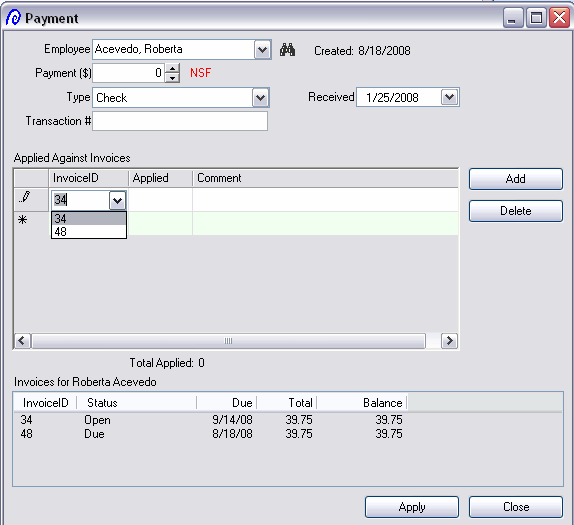 Payment
Employee Acevedo, Roberta Created: 8/18/2008
Payment ($) 0 NSF
Type Check Received 1/25/2008
Transaction #
Applied Against Invoices
InvoiceID Applied Comment
34
34
48
Add
Delete
Total Applied: 0
Invoices for Roberta Acevedo
InvoiceID Status Due Total Balance
34 Open 9/14/08 39.75 39.75
48 Due 8/18/08 39.75 39.75
Apply Close